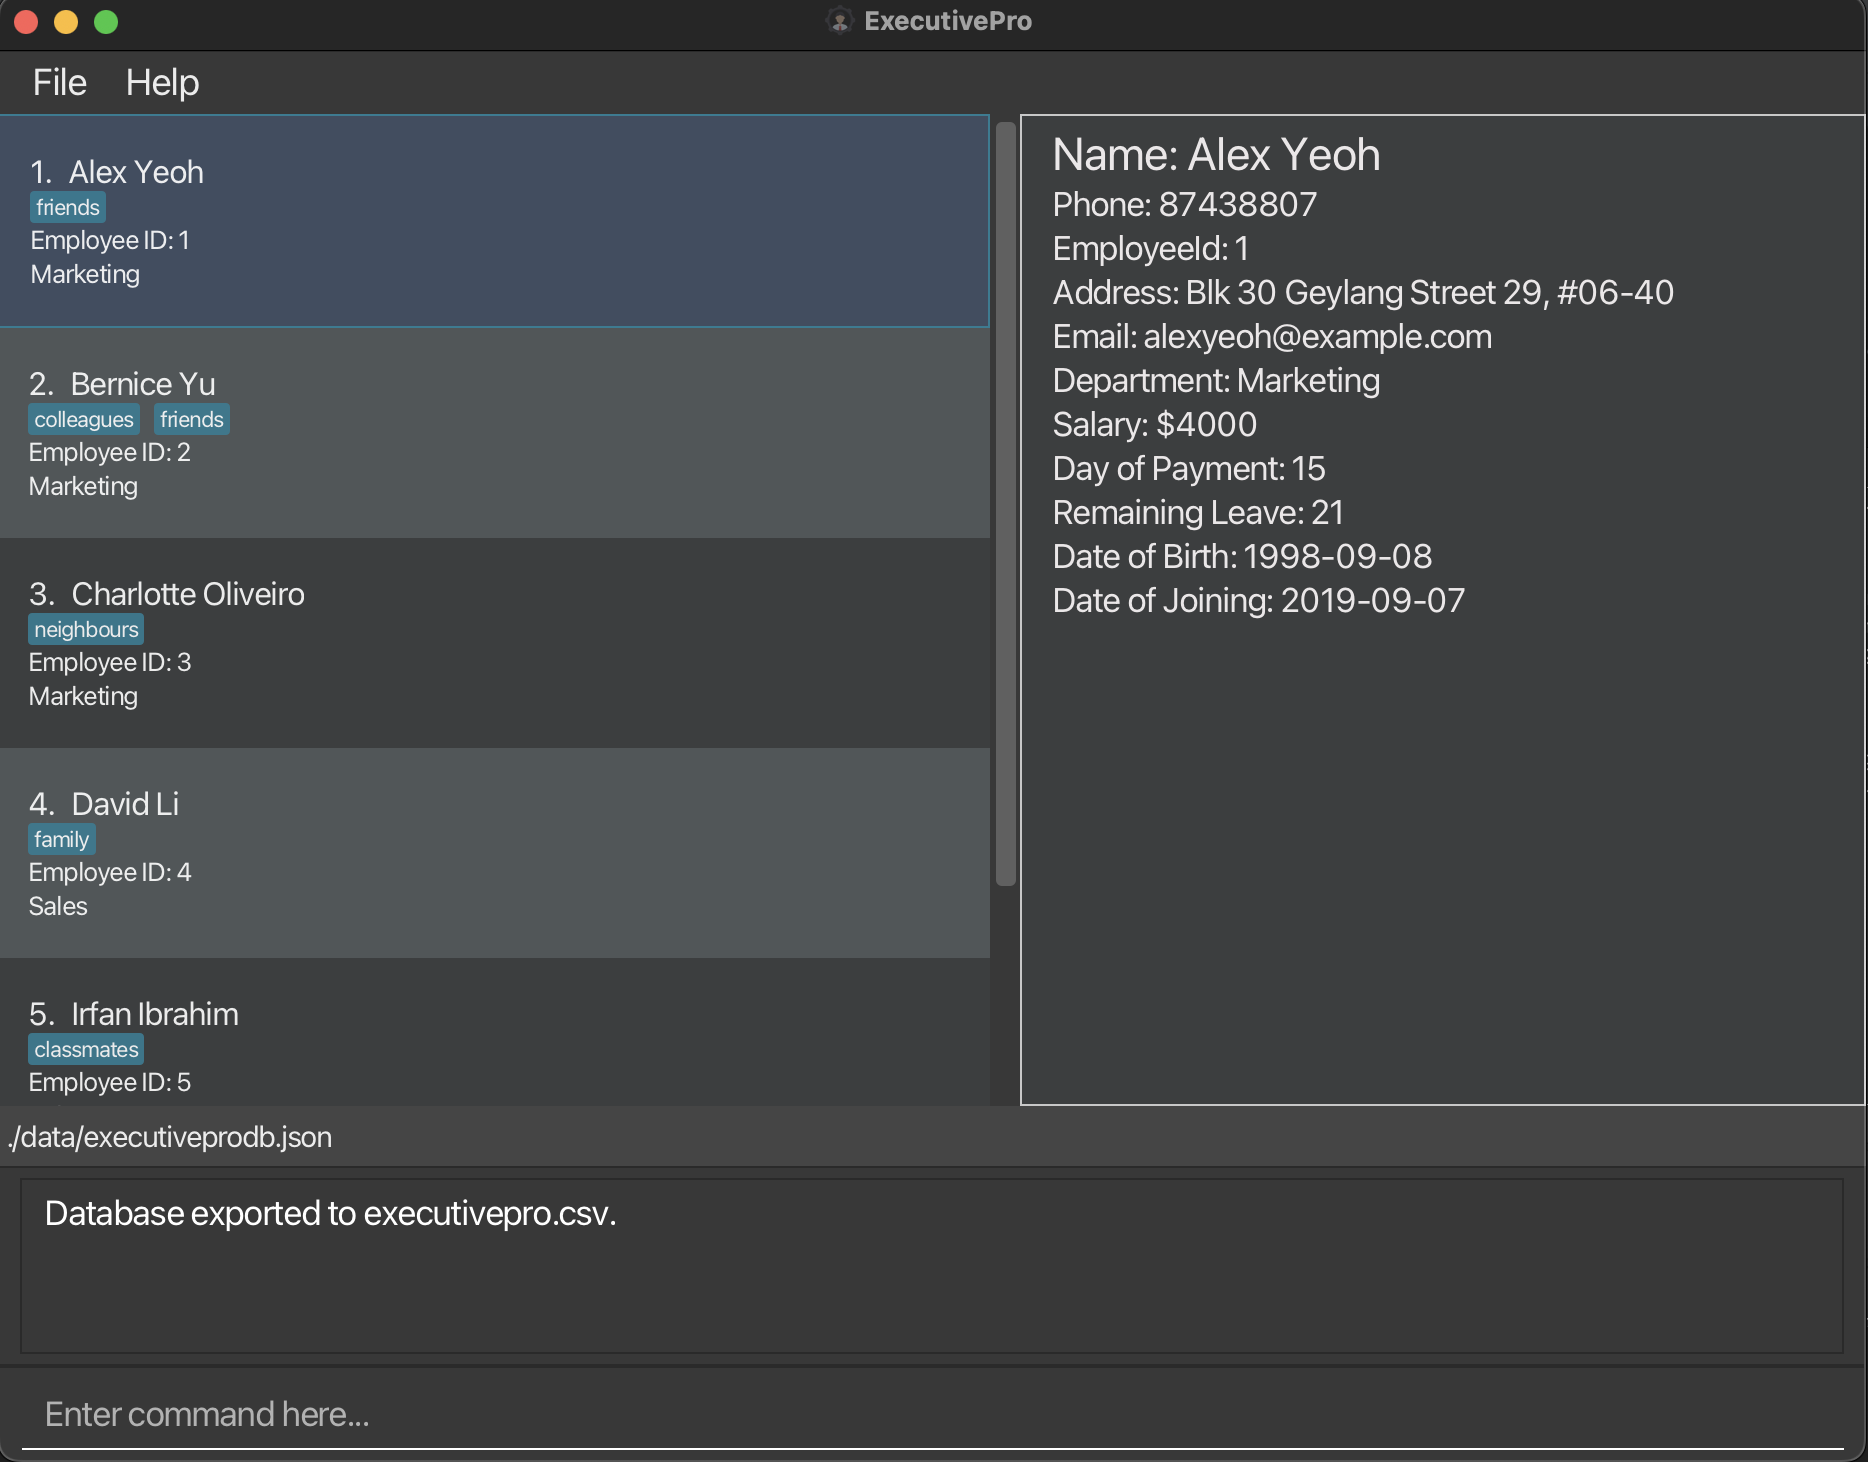 ExecutivePro
File Help
1. Alex Yeoh
friends
Employee ID: 1
Marketing
2. Bernice Yu
colleagues friends
Employee ID: 2
Marketing
3. Charlotte Oliveiro
neighbours
Employee ID: 3
Marketing
4. David Li
family
Employee ID: 4
Sales
5. Irfan Ibrahim
classmates
Employee ID: 5
Name: Alex Yeoh
Phone: 87438807
EmployeeId: 1
Address: Blk 30 Geylang Street 29, #06-40
Email: alexyeoh@example.com
Department: Marketing
Salary: $4000
Day of Payment: 15
Remaining Leave: 21
Date of Birth: 1998-09-08
Date of Joining: 2019-09-07
./data/executiveprodb.json
Database exported to executivepro.csv.
Enter command here...